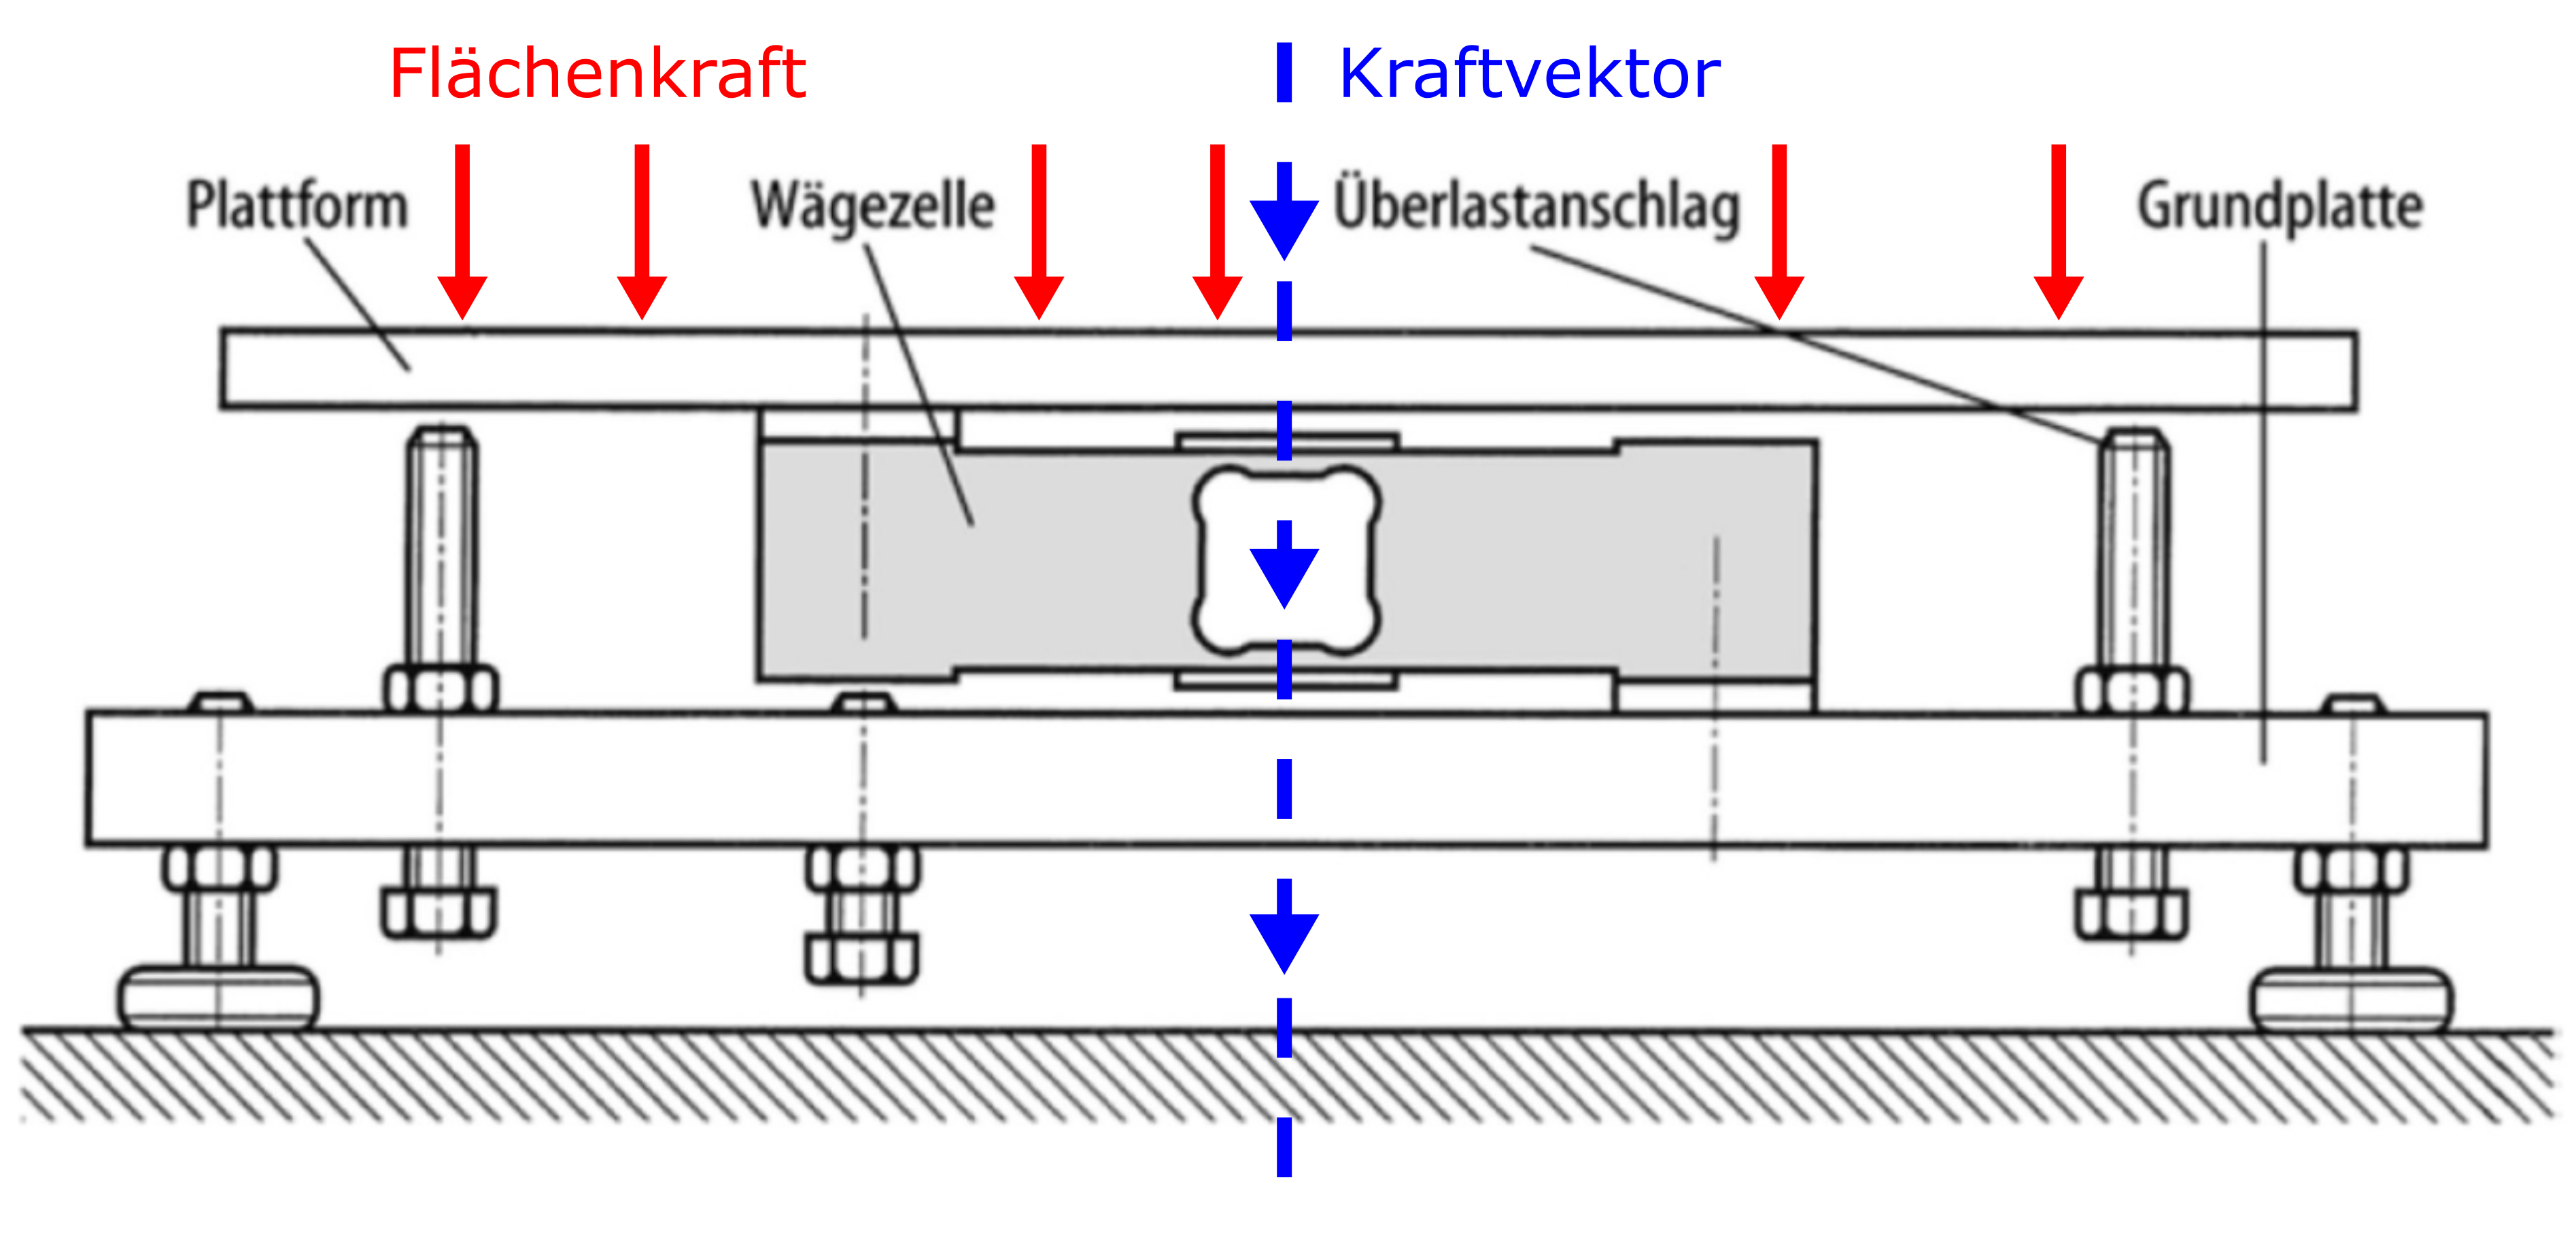 Flächenkraft
Kraftvektor
Plattform
Wägezelle
Überlastanschlag
Grundplatte